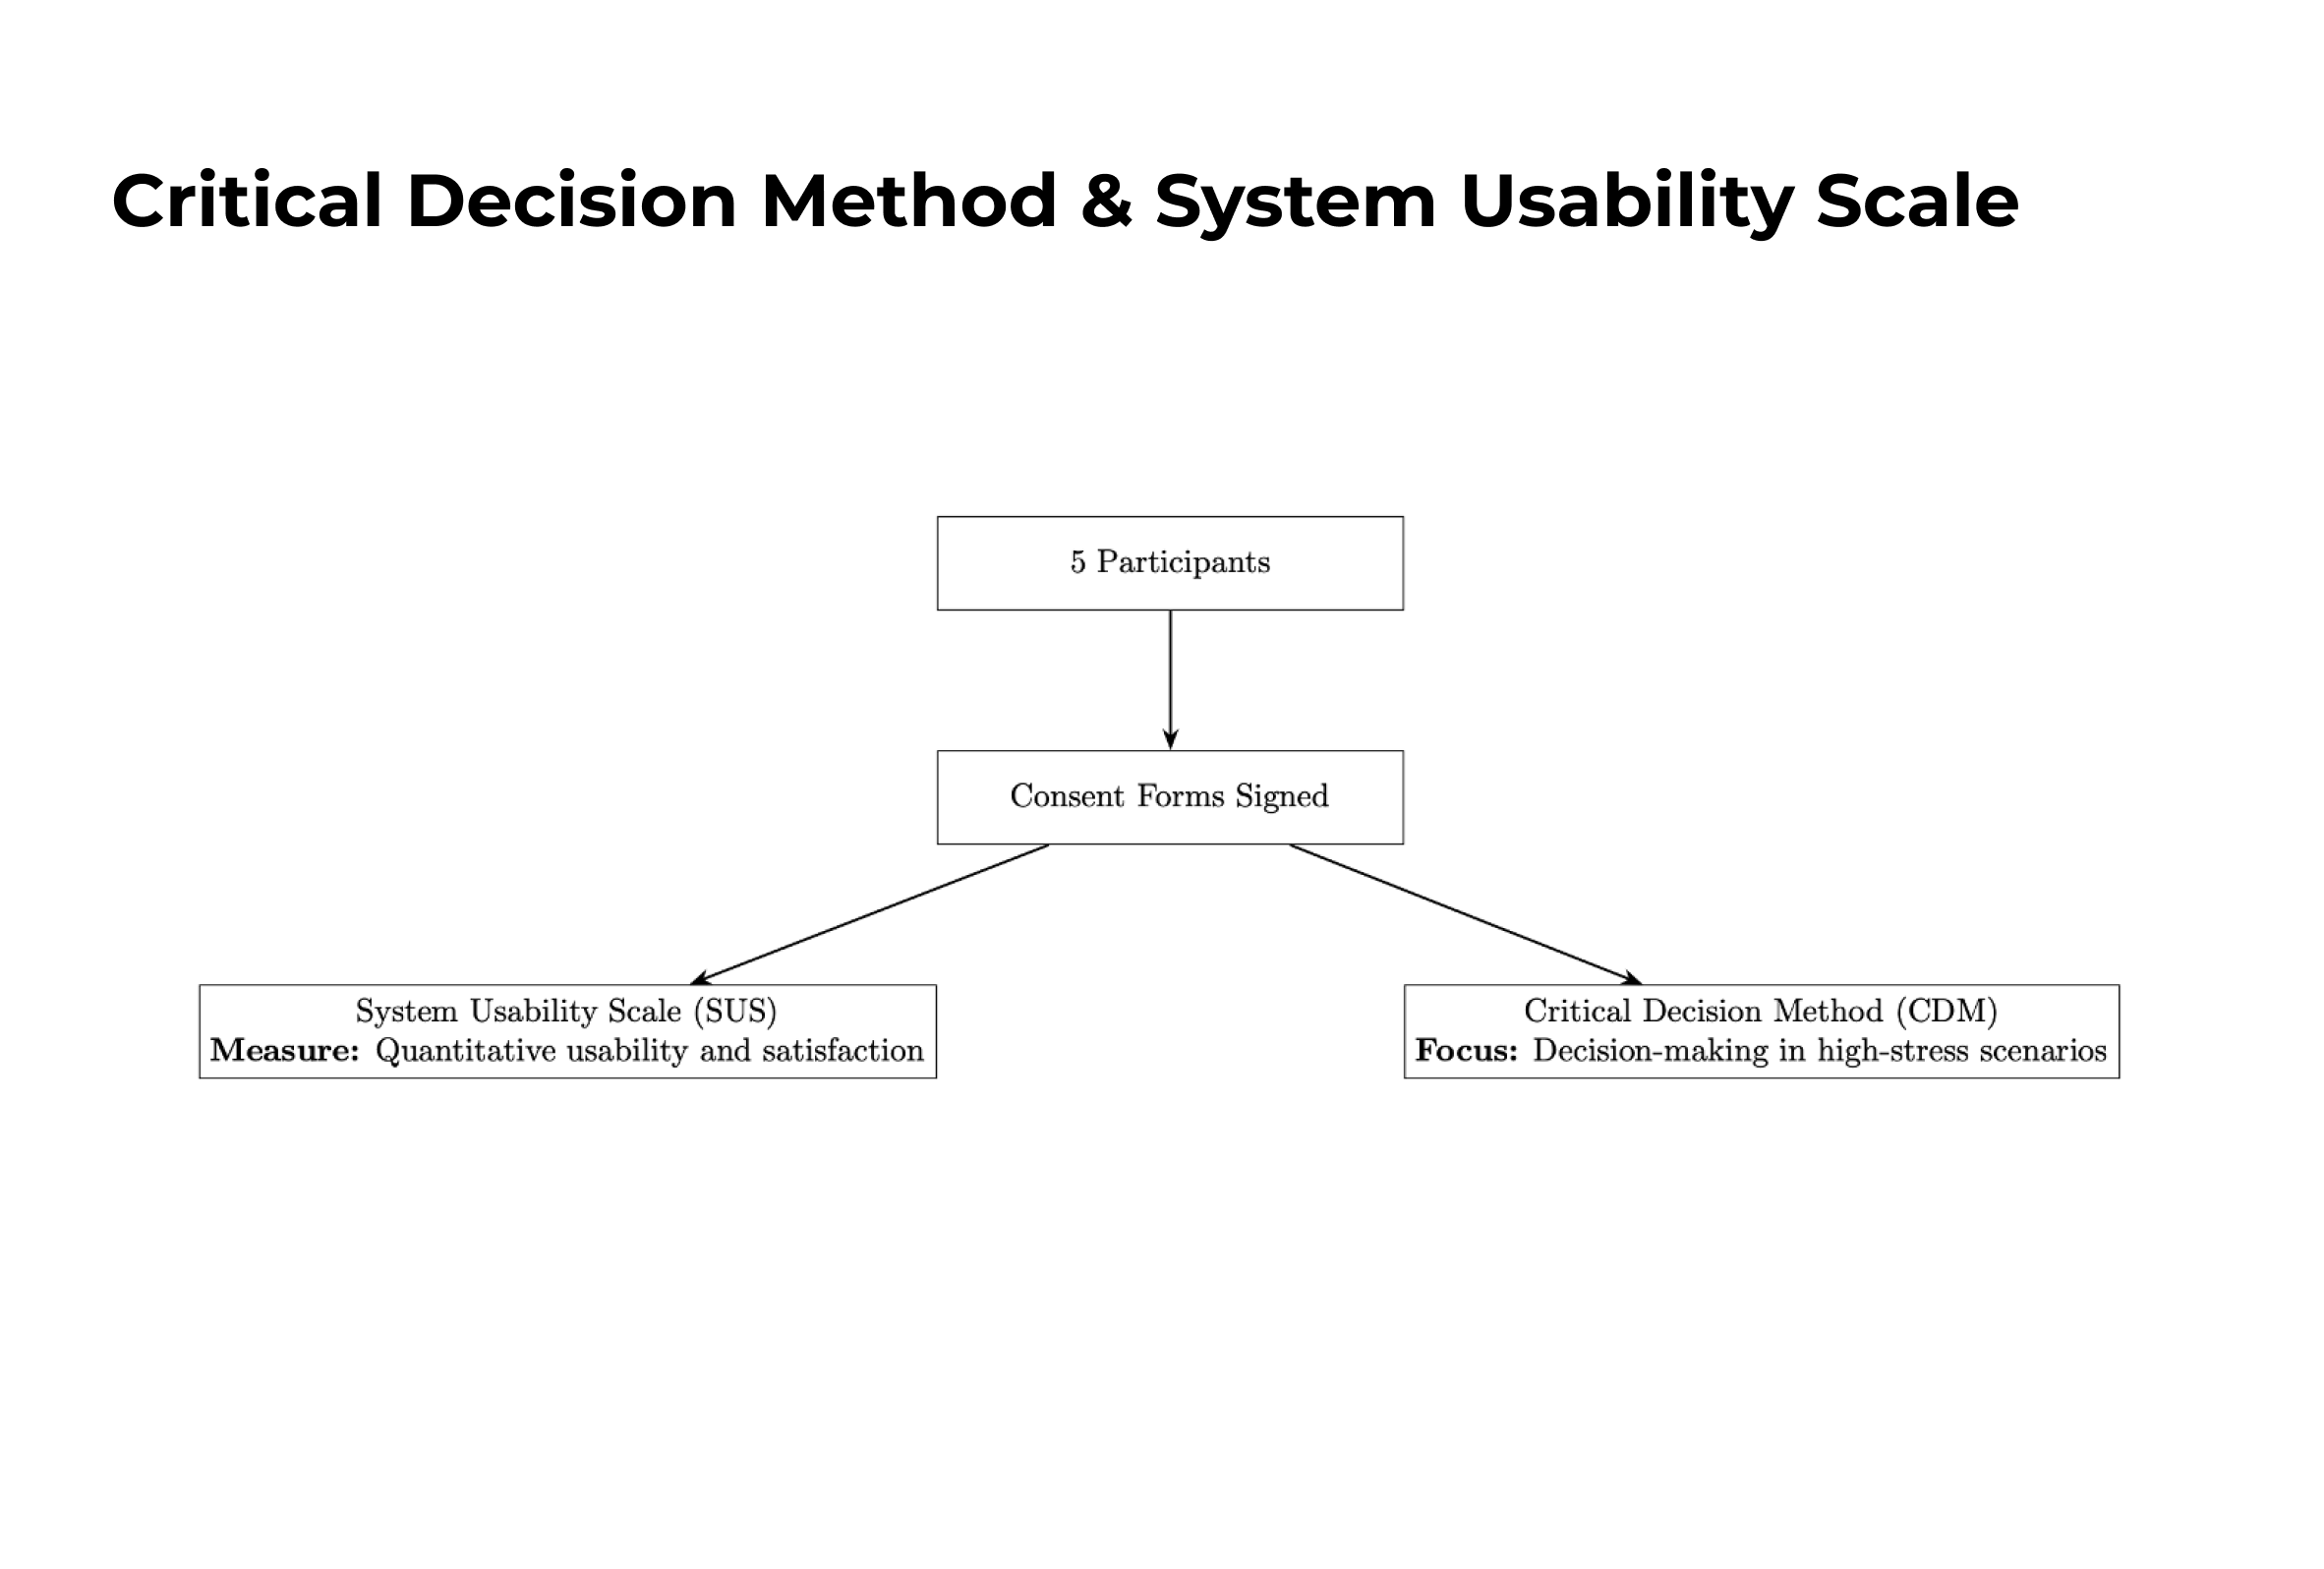 Critical Decision Method & System Usability Scale
5 Participants
Consent Forms Signed
System Usability Scale (SUS)
Measure: Quantitative usability and satisfaction
Critical Decision Method (CDM)
Focus: Decision-making in high-stress scenarios